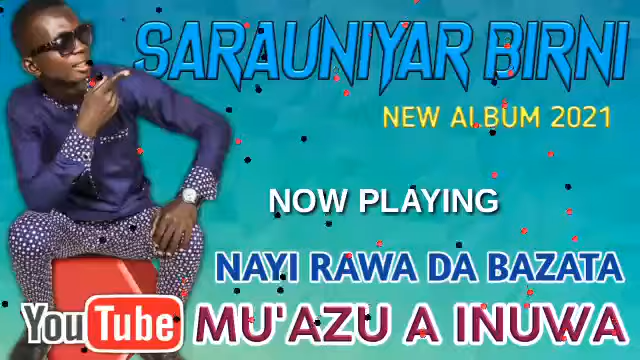 SARAUNIYAR BIRNI
NEW ALBUM 2021
NOW PLAYING
NAYI RAWA DA BAZATA
YouTube MU'AZU A INUWA